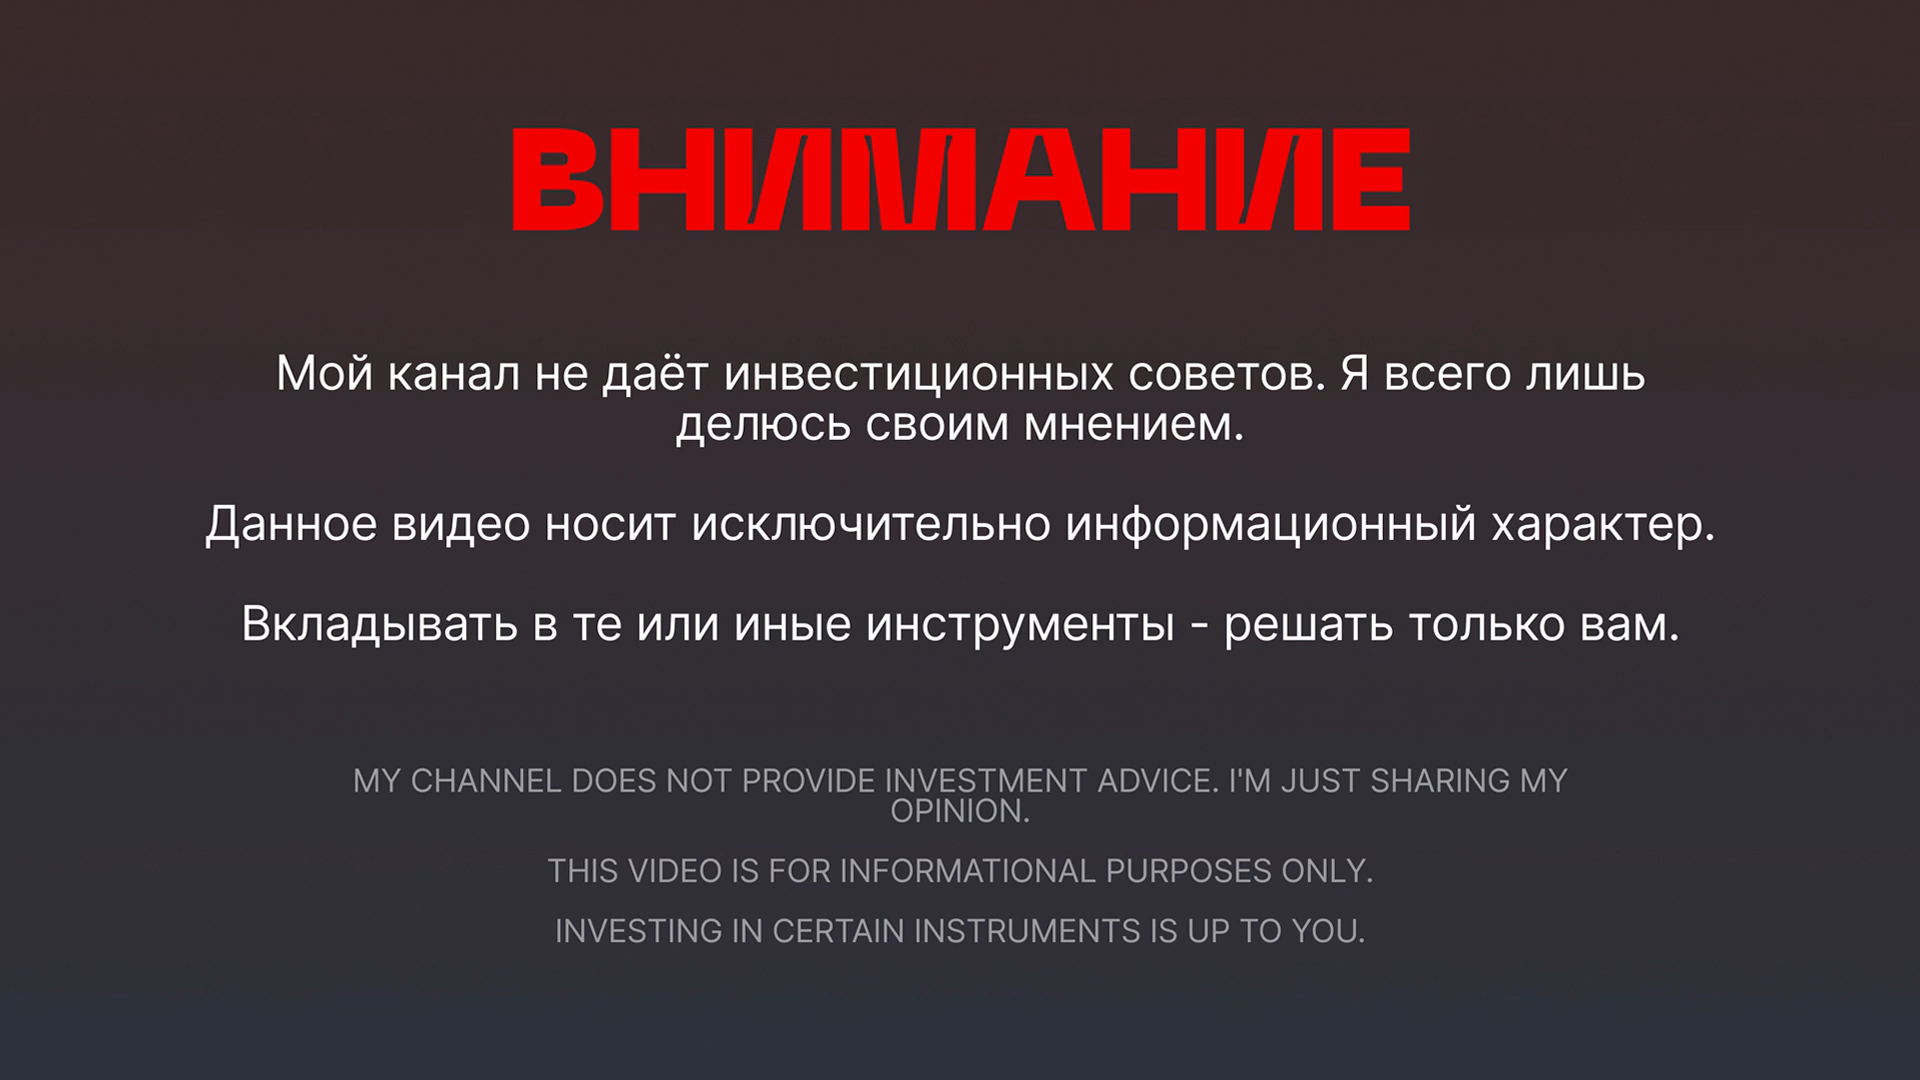 ВНИМАНИЕ
Мой канал не даёт инвестиционных советов. Я всего лишь
делюсь своим мнением.
Данное видео носит исключительно информационный характер.
Вкладывать в те или иные инструменты - решать только вам.
MY CHANNEL DOES NOT PROVIDE INVESTMENT ADVICE. I'M JUST SHARING MY
OPINION.
THIS VIDEO IS FOR INFORMATIONAL PURPOSES ONLY.
INVESTING IN CERTAIN INSTRUMENTS IS UP TO YOU.